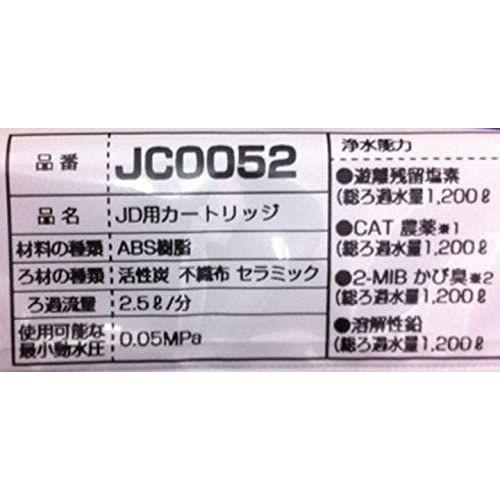 品番 JC0052
品名 JD用カートリッジ
材料の種類 ABS樹脂
ろ材の種類 活性炭 不織布 セラミック
ろ過流量 2.5ℓ/分
使用可能な
最小動水圧 0.05MPa
浄水能力
●遊離残留塩素
(総ろ過水量1,200ℓ
●CAT 農薬※1
(総ろ過水量1,200ℓ
●2-MIB かび臭※2
(総ろ過水量1,200ℓ
●溶解性鉛
(総ろ過水量1,200ℓ